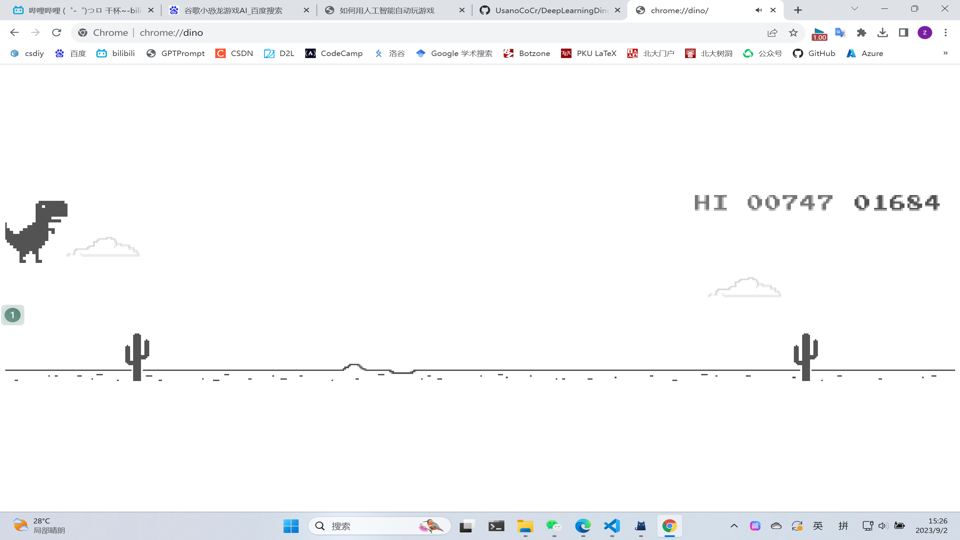 哔哩哔哩 (゜-゜)つロ 干杯~-bili
谷歌小恐龙游戏AI_百度搜索
如何用人工智能自动玩游戏
UsanoCoCr/DeepLearningDin
chrome://dino/
Chrome | chrome://dino
1.00
z
csdiy
百度
bilibili
GPTPrompt
CSDN
D2L
CodeCamp
洛谷
Google 学术搜索
Botzone
PKU LaTeX
北大门户
北大树洞
公众号
GitHub
Azure
»
HI 00747 01684
1
28°C
局部晴朗
搜索
英
拼
15:26
2023/9/2